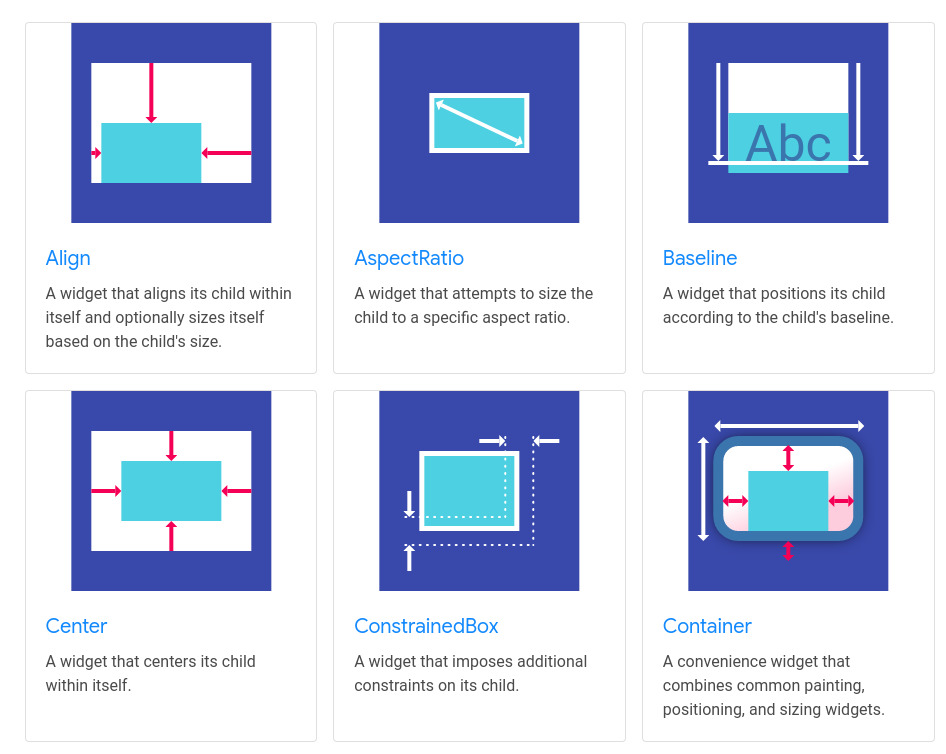 Abc
Align
A widget that aligns its child within
itself and optionally sizes itself
based on the child's size.
AspectRatio
A widget that attempts to size the
child to a specific aspect ratio.
Baseline
A widget that positions its child
according to the child's baseline.
Center
A widget that centers its child
within itself.
ConstrainedBox
A widget that imposes additional
constraints on its child.
Container
A convenience widget that
combines common painting,
positioning, and sizing widgets.